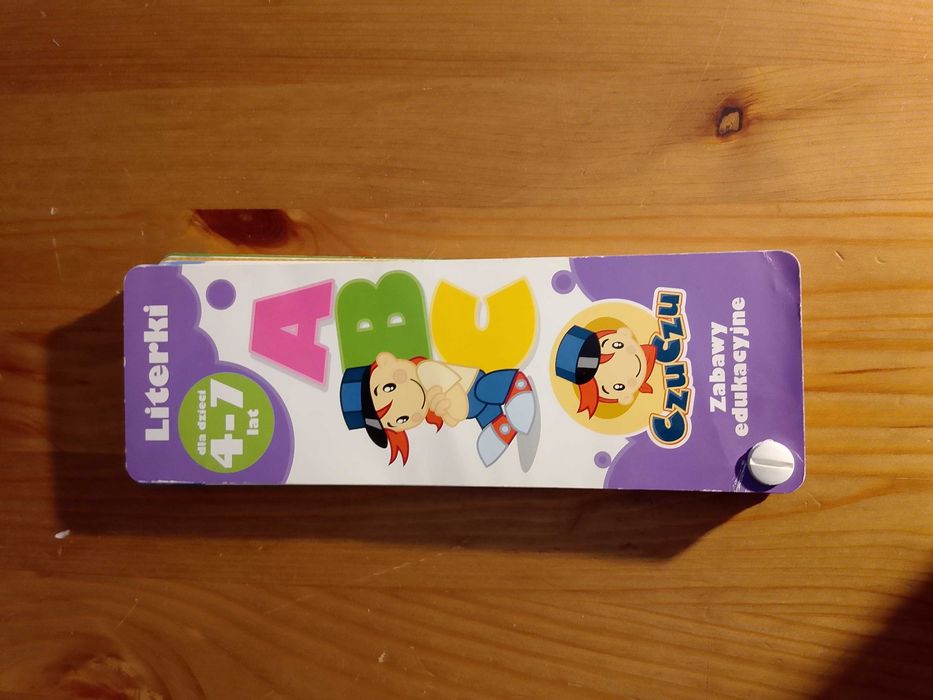 Zabawy
edukacyjne
CzuCzu
A
B
C
dla dzieci
4-7
lat
Literki